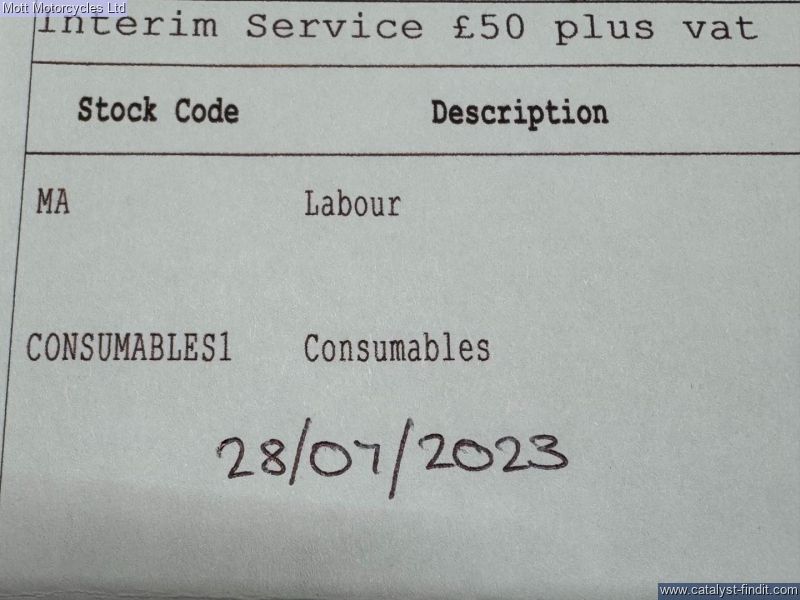 Mott Motorcycles Ltd
Interim Service £50 plus vat
Stock Code Description
MA Labour
CONSUMABLES1 Consumables
28/07/2023
www.catalyst-findit.com